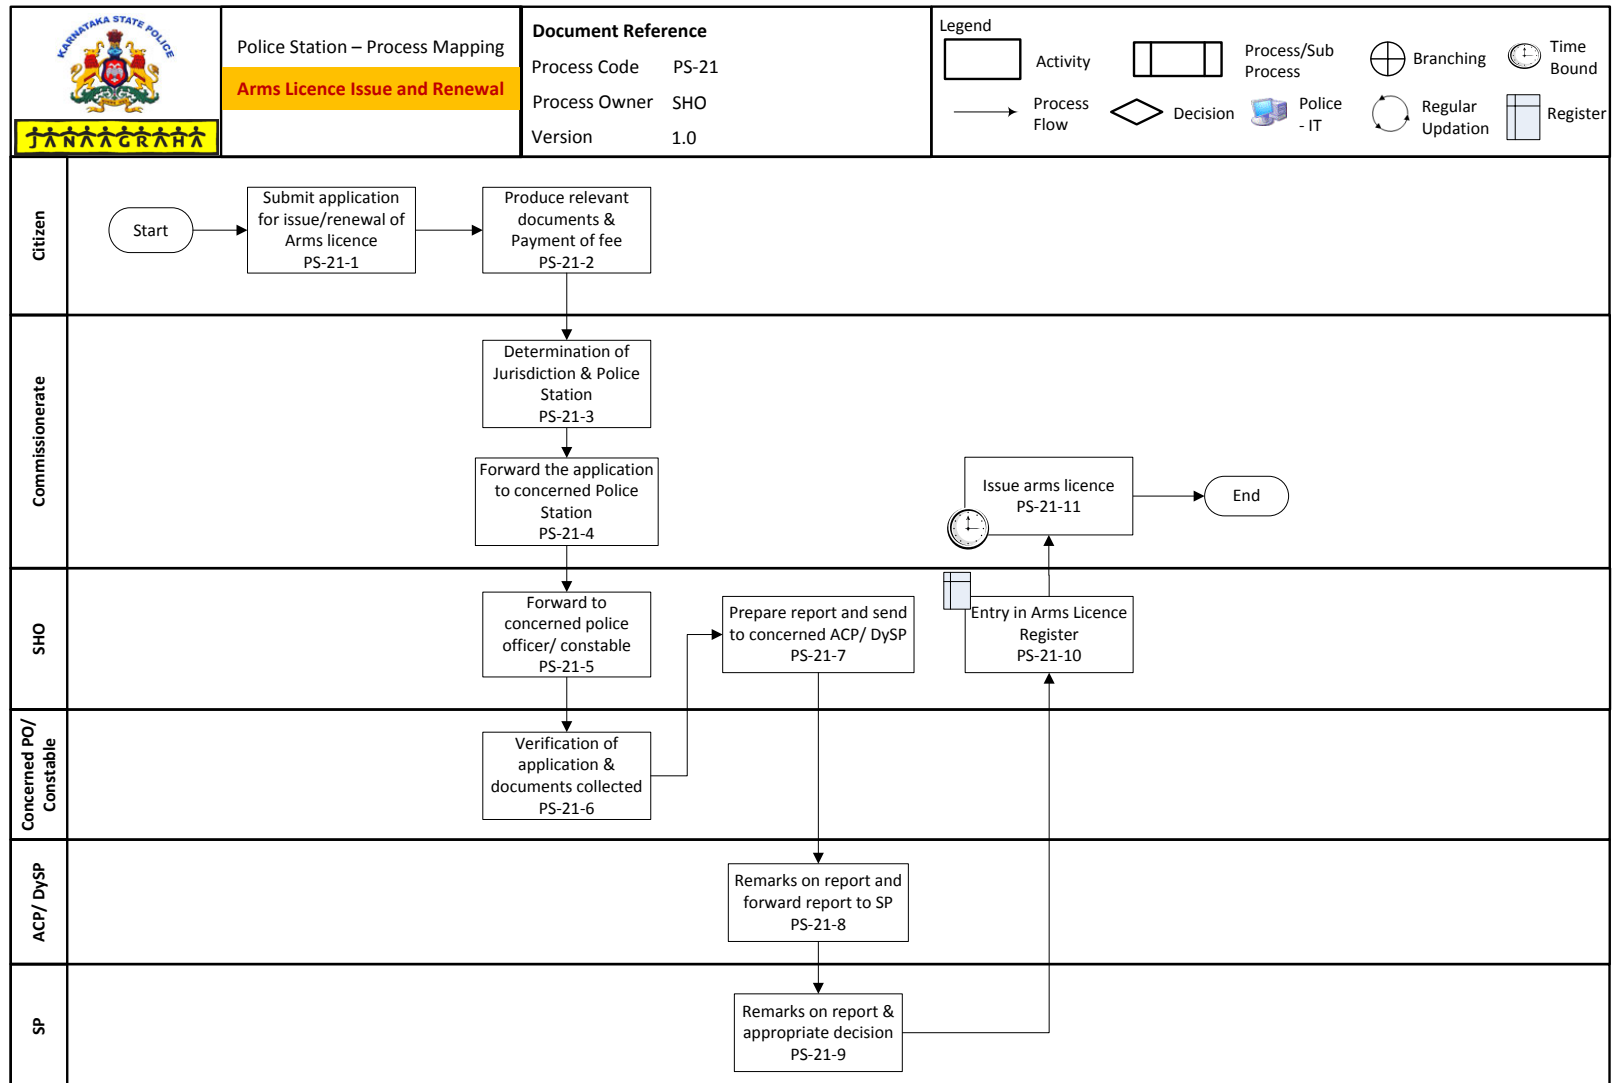 KARNATAKA STATE POLICE
JANAAGRAHA
Police Station – Process Mapping
Arms Licence Issue and Renewal
Document Reference
Process Code PS-21
Process Owner SHO
Version 1.0
Legend
Activity
Process/Sub
Process
Branching
Time
Bound
Process
Flow
Decision
Police
- IT
Regular
Updation
Register
Citizen
Start
Submit application
for issue/renewal of
Arms licence
PS-21-1
Produce relevant
documents &
Payment of fee
PS-21-2
Commissionerate
Determination of
Jurisdiction & Police
Station
PS-21-3
Forward the application
to concerned Police
Station
PS-21-4
Issue arms licence
PS-21-11
End
SHO
Forward to
concerned police
officer/ constable
PS-21-5
Prepare report and send
to concerned ACP/ DySP
PS-21-7
Entry in Arms Licence
Register
PS-21-10
Concerned PO/
Constable
Verification of
application &
documents collected
PS-21-6
ACP/ DySP
Remarks on report and
forward report to SP
PS-21-8
SP
Remarks on report &
appropriate decision
PS-21-9